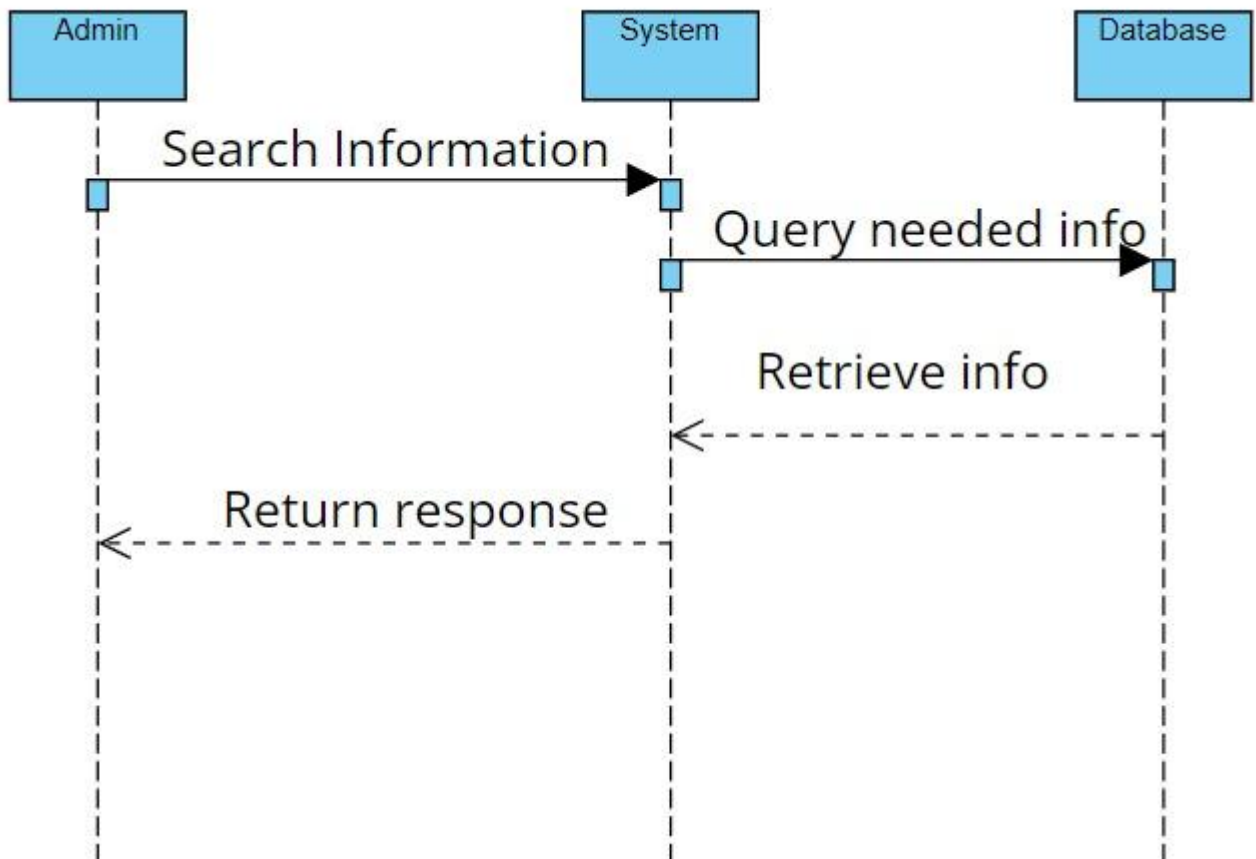 Admin
System
Database
Search Information
Query needed info
Retrieve info
Return response